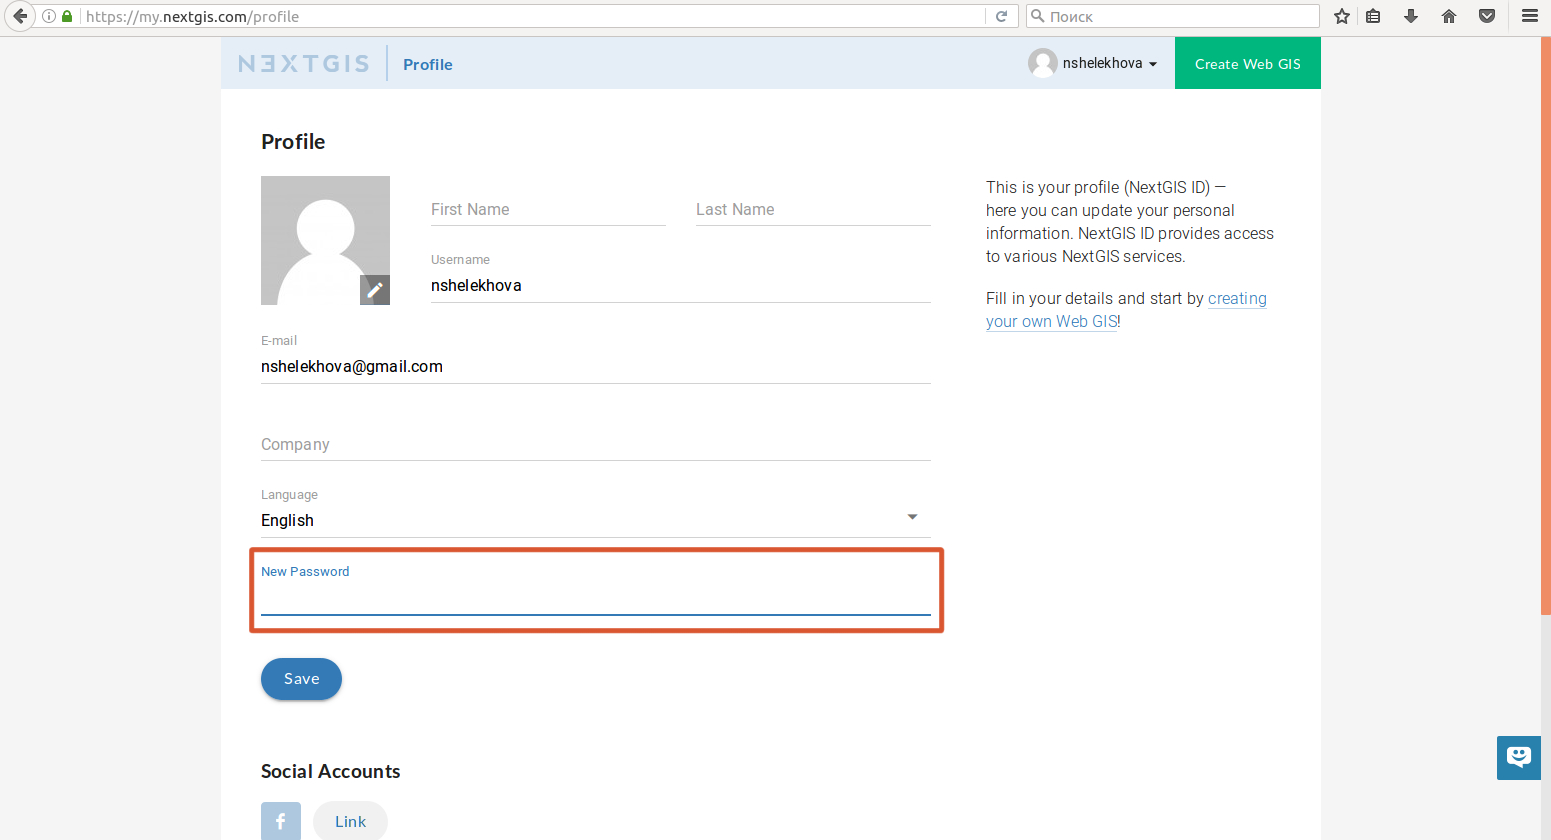 https://my.nextgis.com/profile
Поиск
NEXTGIS
Profile
nshelekhova
Create Web GIS
Profile
First Name
Last Name
Username
nshelekhova
E-mail
nshelekhova@gmail.com
Company
Language
English
New Password
Save
Social Accounts
f
Link
This is your profile (NextGIS ID) —
here you can update your personal
information. NextGIS ID provides access
to various NextGIS services.
Fill in your details and start by creating
your own Web GIS!